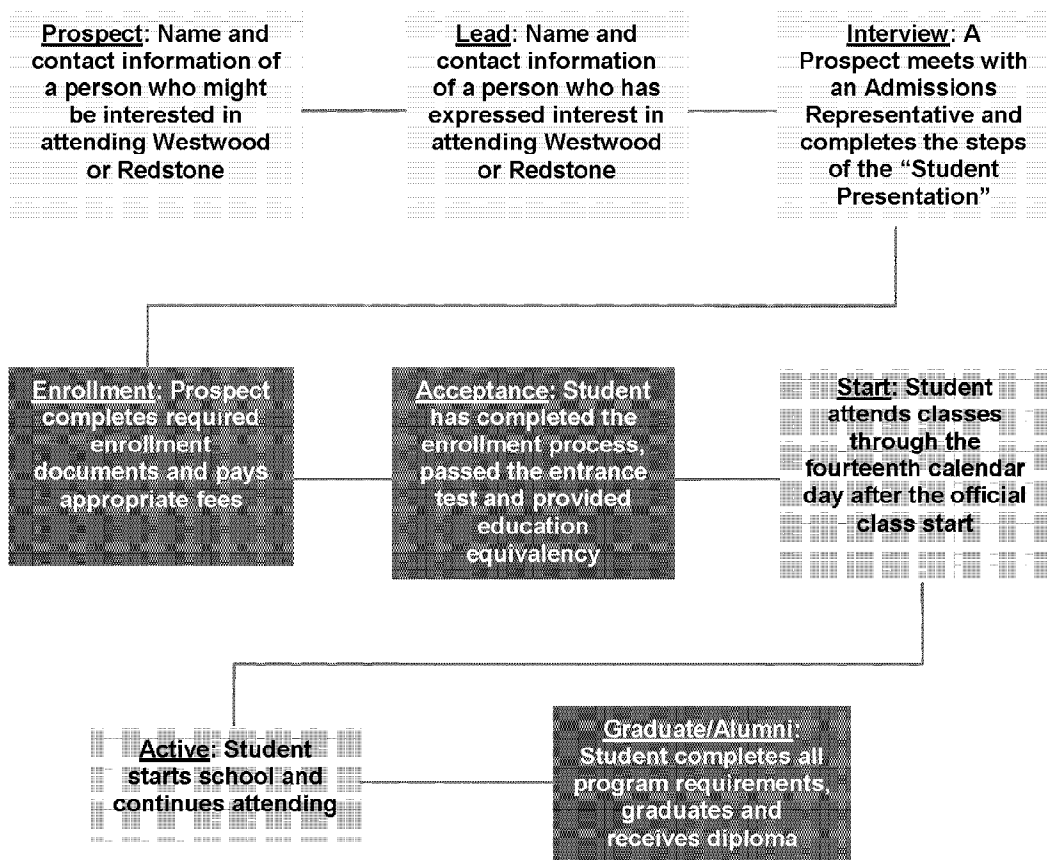 Prospect: Name and
contact information of
a person who might
be interested in
attending Westwood
or Redstone
Lead: Name and
contact information
of a person who has
expressed interest in
attending Westwood
or Redstone
Interview: A
Prospect meets with
an Admissions
Representative and
completes the steps
of the “Student
Presentation”
Enrollment: Prospect
completes required
enrollment
documents and pays
appropriate fees
Acceptance: Student
has completed the
enrollment process,
passed the entrance
test and provided
education
equivalency
Start: Student
attends classes
through the
fourteenth calendar
day after the official
class start
Active: Student
starts school and
continues attending
Graduate/Alumni:
Student completes all
program requirements,
graduates and
receives diploma